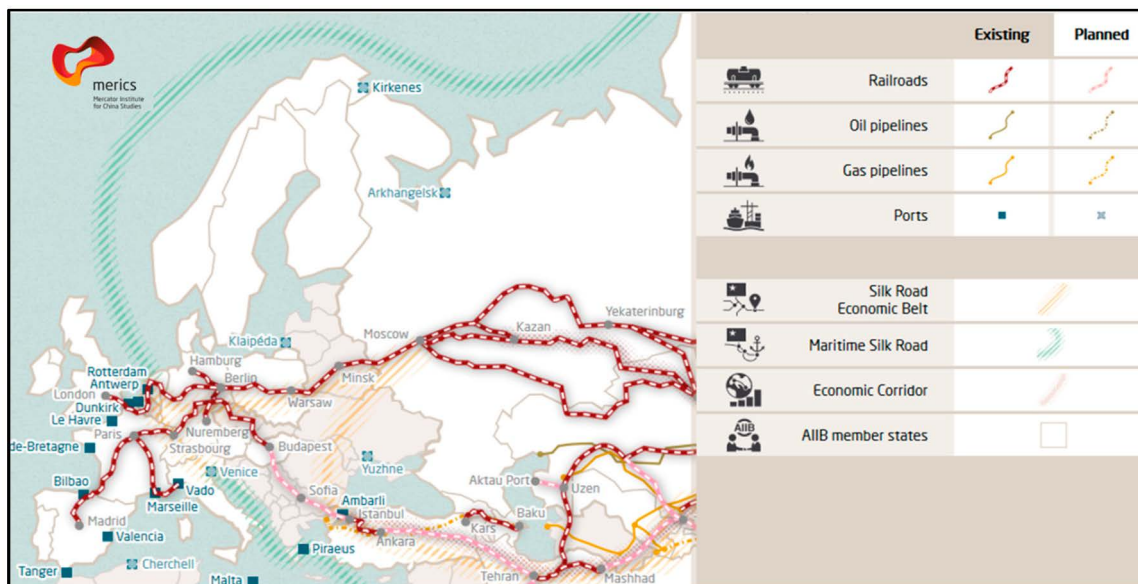 merics
Mercator Institute
for China Studies
Kirkenes
Arkhangelsk
Yekaterinburg
Kazan
Moscow
Klaipėda
Hamburg
Rotterdam
Antwerp
Berlin
Minsk
London
Warsaw
Dunkirk
Le Havre
Paris
Nuremberg
Strasbourg
Budapest
de-Bretagne
Venice
Yuzhne
Bilbao
Vado
Marseille
Sofia
Aktau Port
Uzen
Ambarli
Istanbul
Madrid
Valencia
Ankara
Kars
Baku
Piraeus
Cherchell
Tanger
Malta
Tehran
Mashhad
Existing
Planned
Railroads
Oil pipelines
Gas pipelines
Ports
Silk Road
Economic Belt
Maritime Silk Road
Economic Corridor
AIIB
AIIB member states